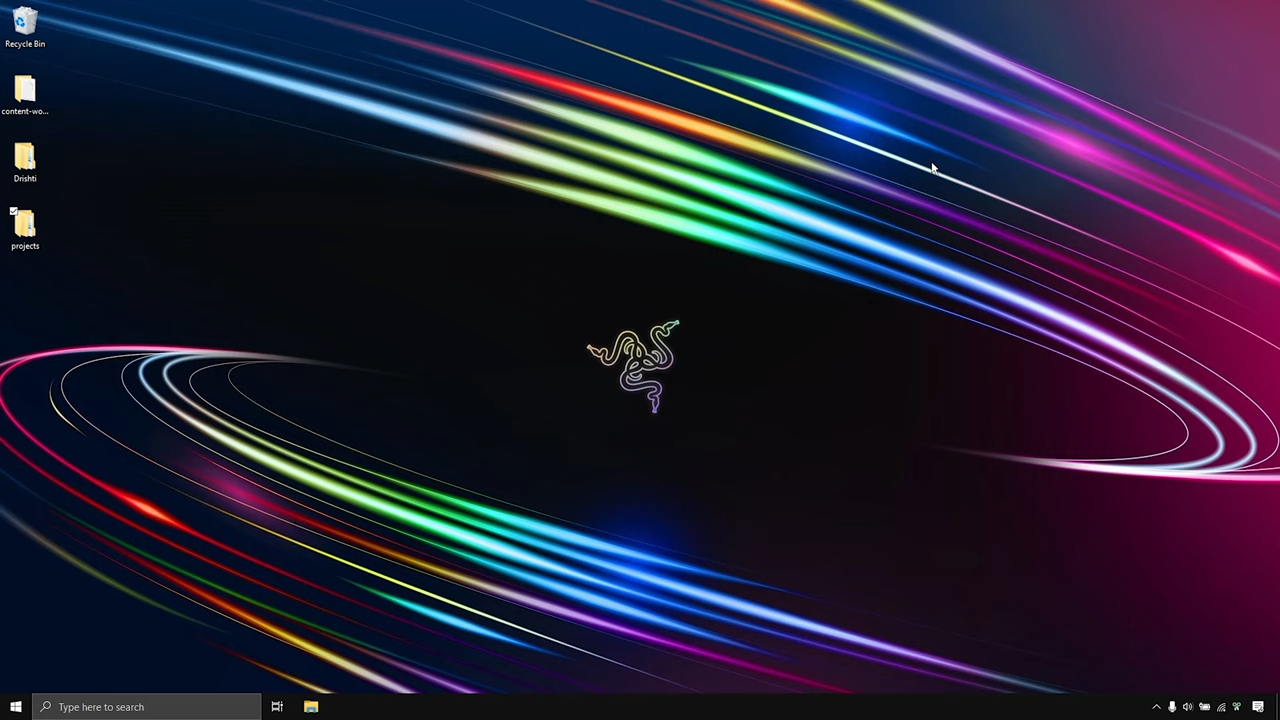 Recycle Bin
content-wo...
Drishti
projects
Type here to search